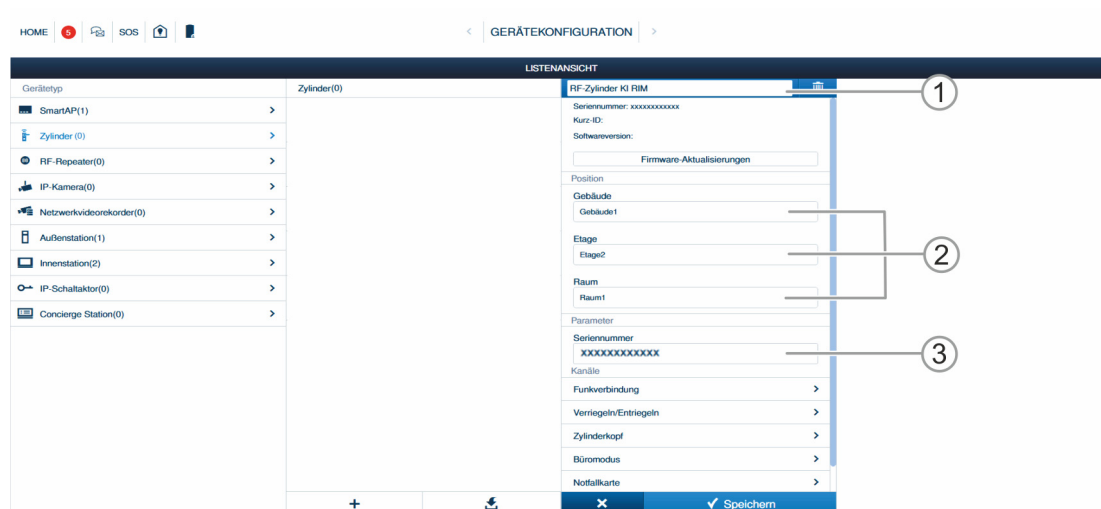 HOME 5 SOS < GERÄTEKONFIGURATION >
LISTENANSICHT
Gerätetyp
SmartAP(1)
Zylinder (0)
RF-Repeater(0)
IP-Kamera(0)
Netzwerkvideorekorder(0)
Außenstation(1)
Innenstation(2)
IP-Schaltaktor(0)
Concierge Station(0)
Zylinder(0)
RF-Zylinder KI RIM
Seriennummer: xxxxxxxxxxxx
Kurz-ID:
Softwareversion:
Firmware-Aktualisierungen
Position
Gebäude
Gebäude1
Etage
Etage2
Raum
Raum1
Parameter
Seriennummer
XXXXXXXXXXXX
Kanäle
Funkverbindung
Verriegeln/Entriegeln
Zylinderkopf
Büromodus
Notfallkarte
Speichern
1
2
3